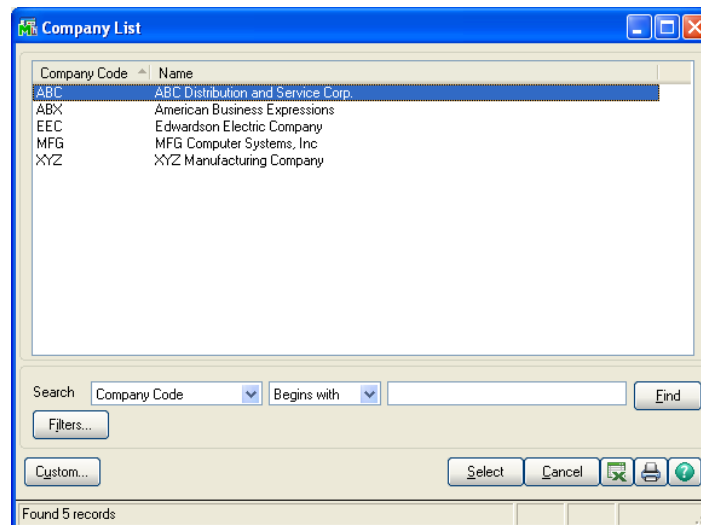 Company List
Company Code Name
ABC ABC Distribution and Service Corp.
ABX American Business Expressions
EEC Edwardson Electric Company
MFG MFG Computer Systems, Inc
XYZ XYZ Manufacturing Company
Search Company Code Begins with Find
Filters...
Custom... Select Cancel
Found 5 records